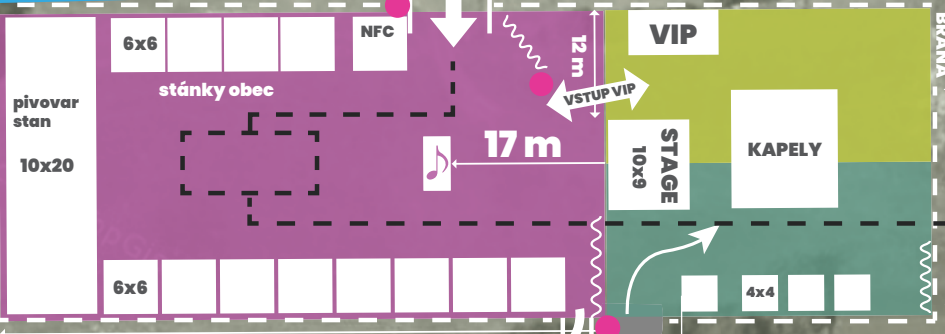 6x6
NFC
VIP
12 m
BRÁNA
stánky obec
pivovar
stan
10x20
VSTUP VIP
17 m
STAGE
10x9
KAPELY
6x6
4x4